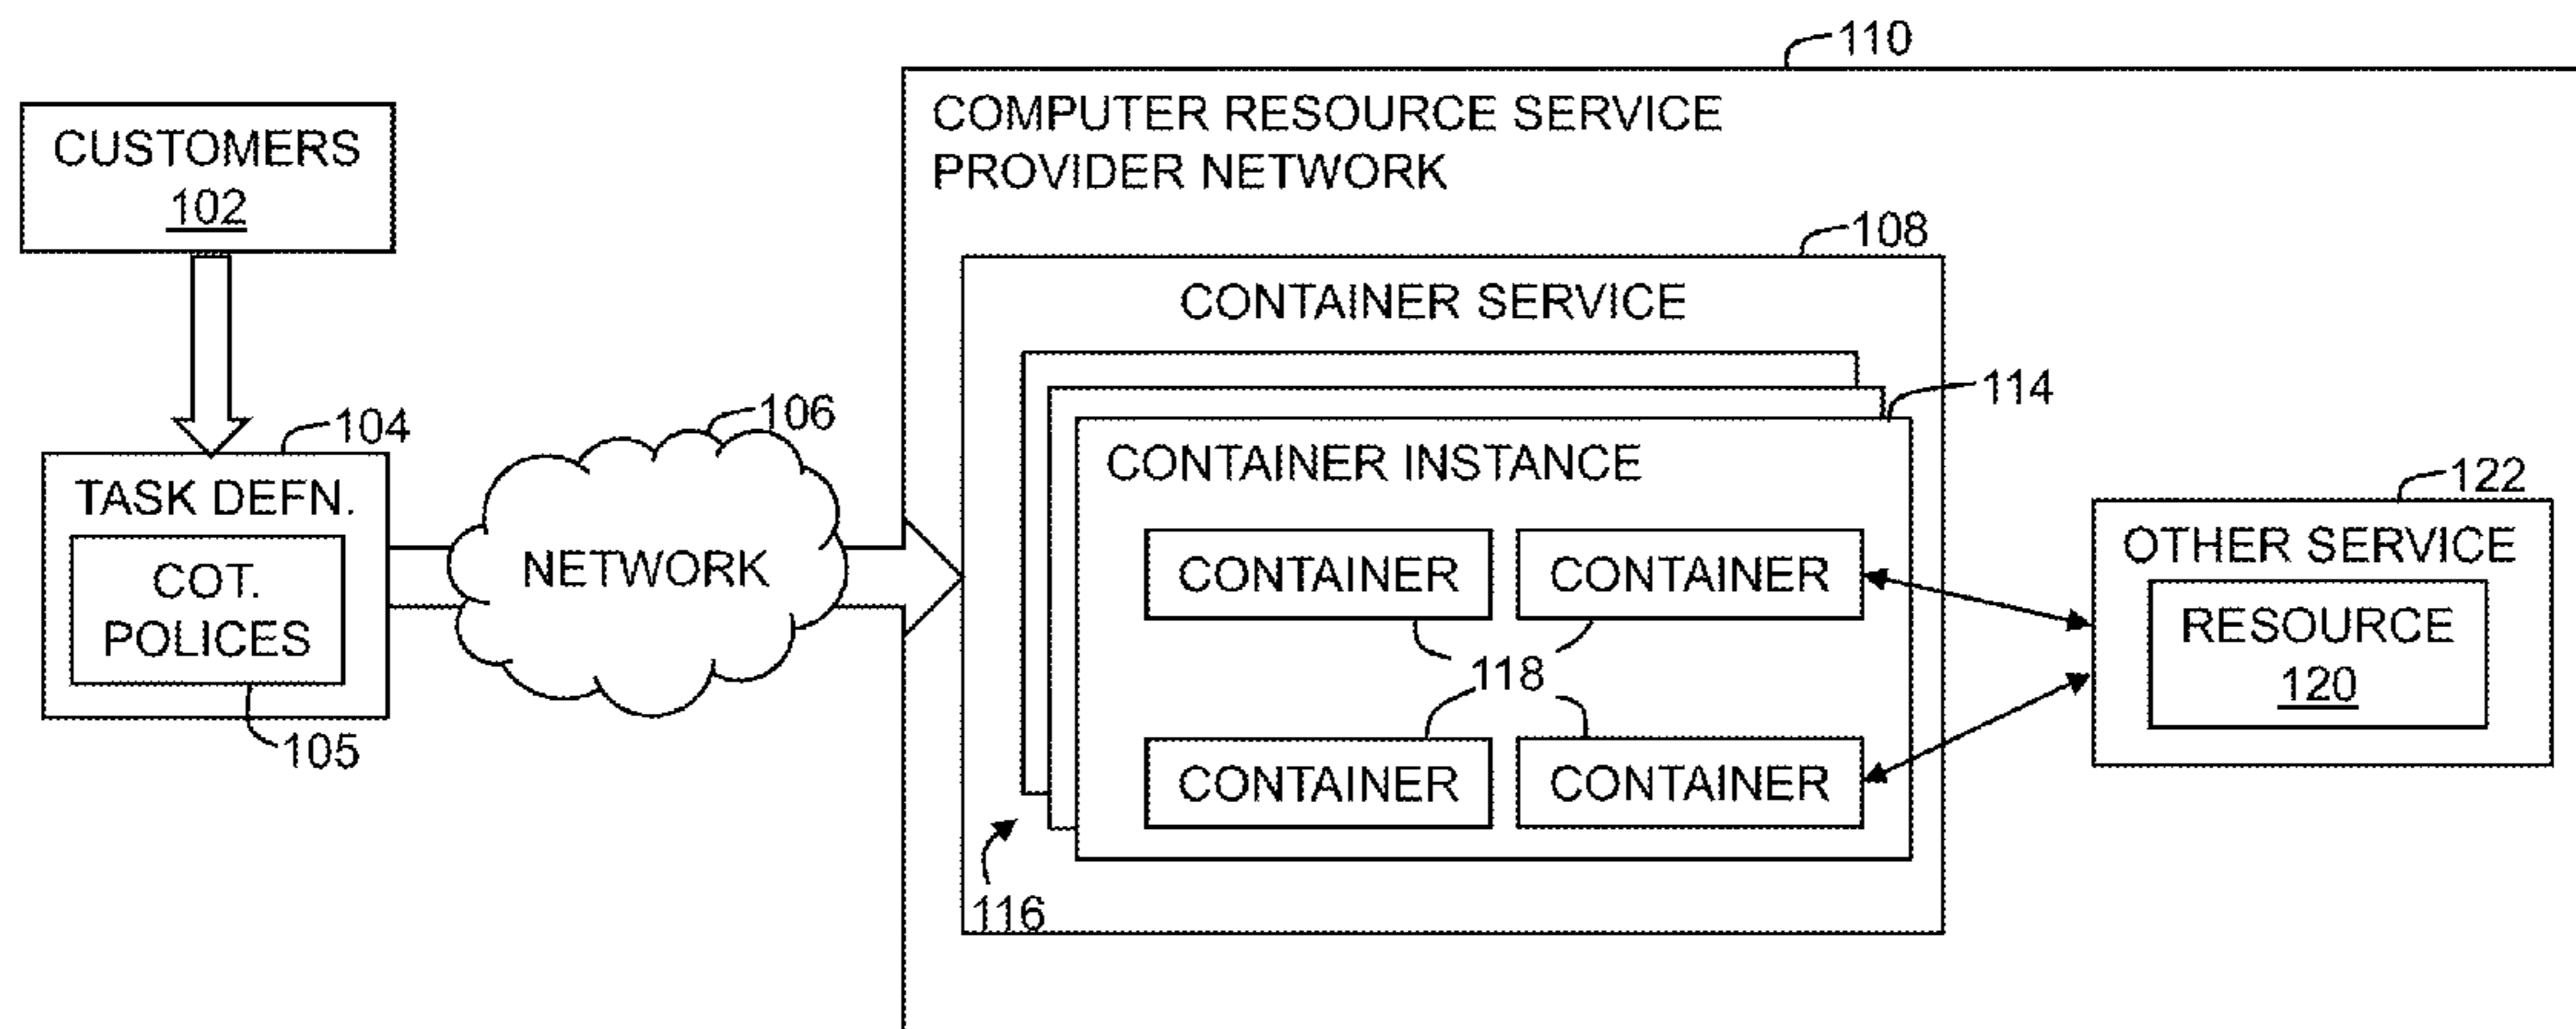 110
COMPUTER RESOURCE SERVICE
PROVIDER NETWORK
CUSTOMERS
102
108
CONTAINER SERVICE
114
104
106
CONTAINER INSTANCE
122
TASK DEFN.
OTHER SERVICE
COT.
POLICES
NETWORK
CONTAINER
CONTAINER
RESOURCE
120
118
105
CONTAINER
CONTAINER
116